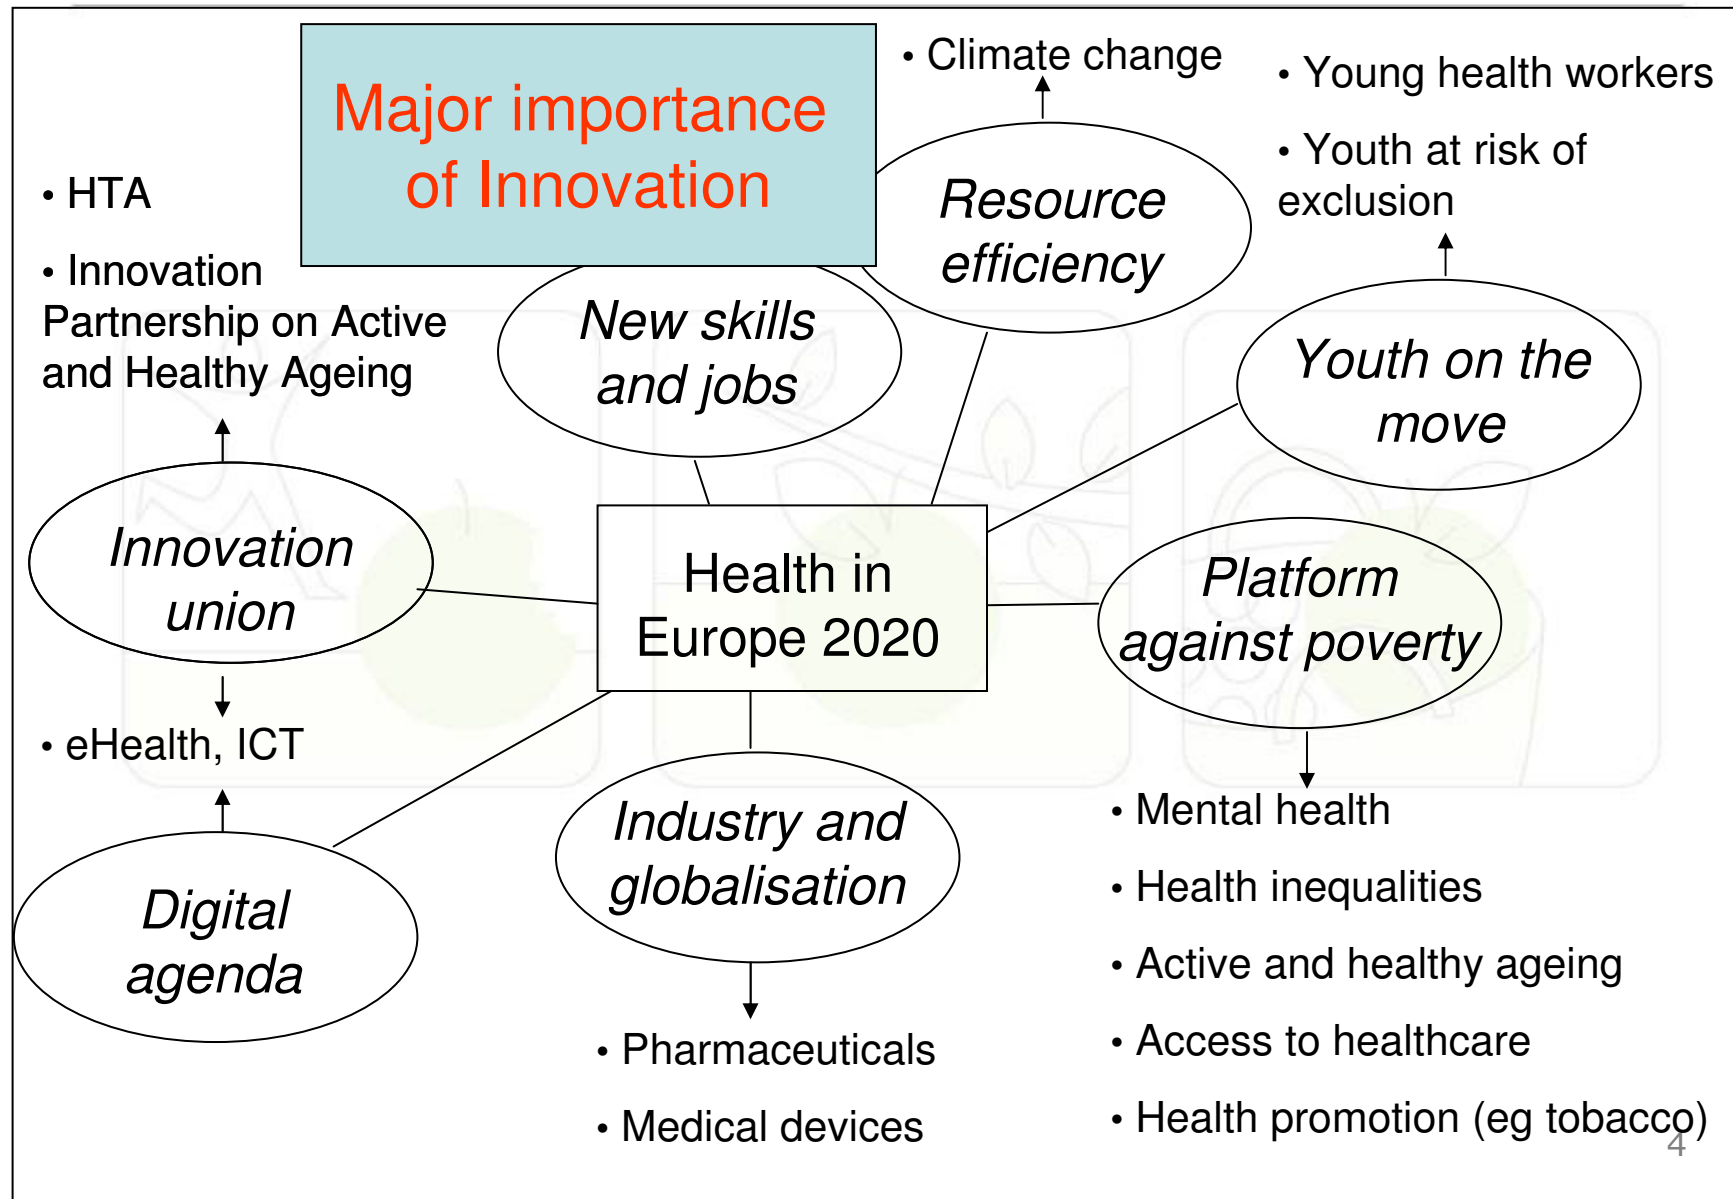 Major importance
of Innovation
• Climate change
• Young health workers
• Youth at risk of
exclusion
• HTA
• Innovation
Partnership on Active
and Healthy Ageing
Resource
efficiency
New skills
and jobs
Youth on the
move
Innovation
union
Health in
Europe 2020
Platform
against poverty
• eHealth, ICT
Industry and
globalisation
Digital
agenda
• Mental health
• Health inequalities
• Active and healthy ageing
• Access to healthcare
• Health promotion (eg tobacco)
• Pharmaceuticals
• Medical devices
4